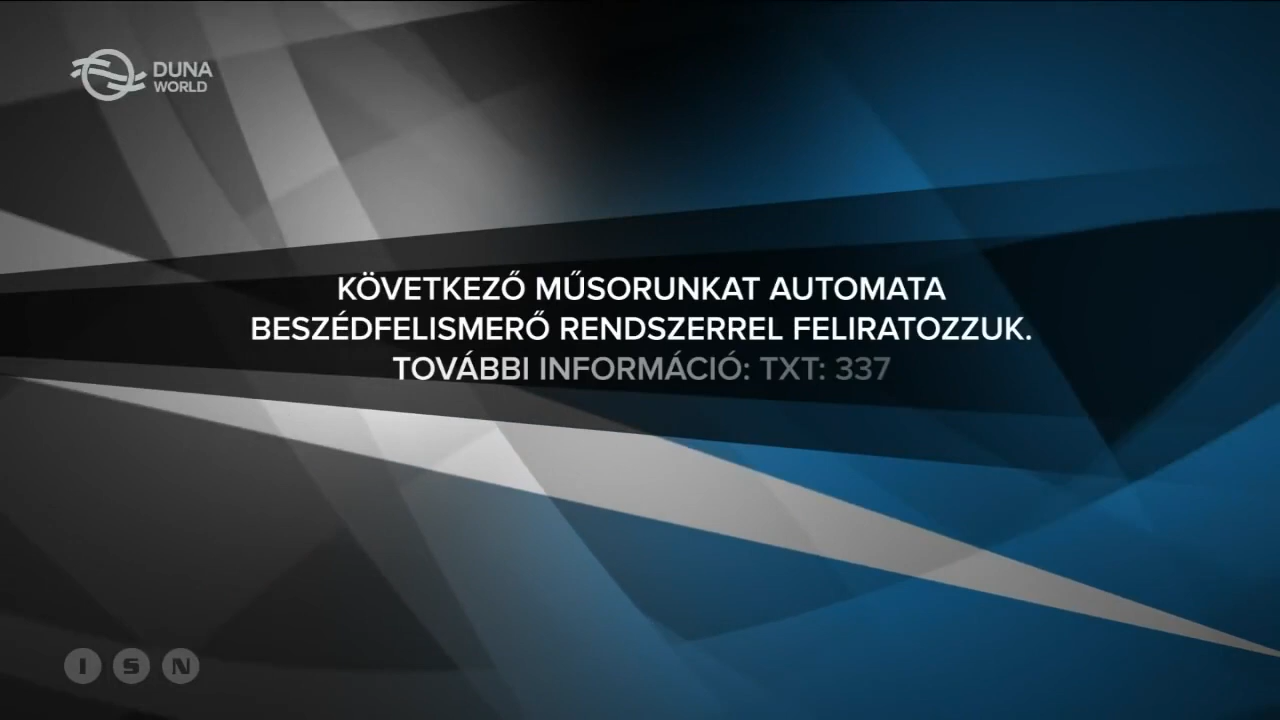 DUNA
WORLD
KÖVETKEZŐ MŰSORUNKAT AUTOMATA
BESZÉDFELISMERŐ RENDSZERREL FELIRATOZZUK.
TOVÁBBI INFORMÁCIÓ: TXT: 337
I S N